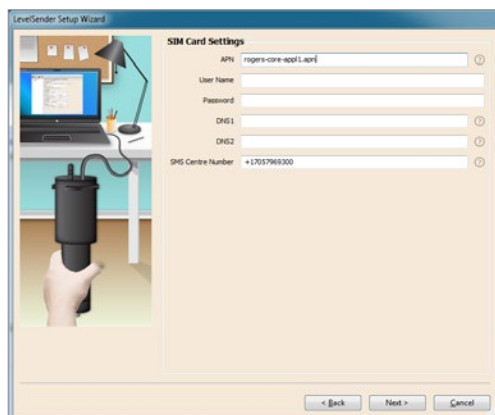 LevelSender Setup Wizard
SIM Card Settings
APN rogers-core-appl1.apn
User Name
Password
DNS1
DNS2
SMS Centre Number +17057969300
< Back Next > Cancel